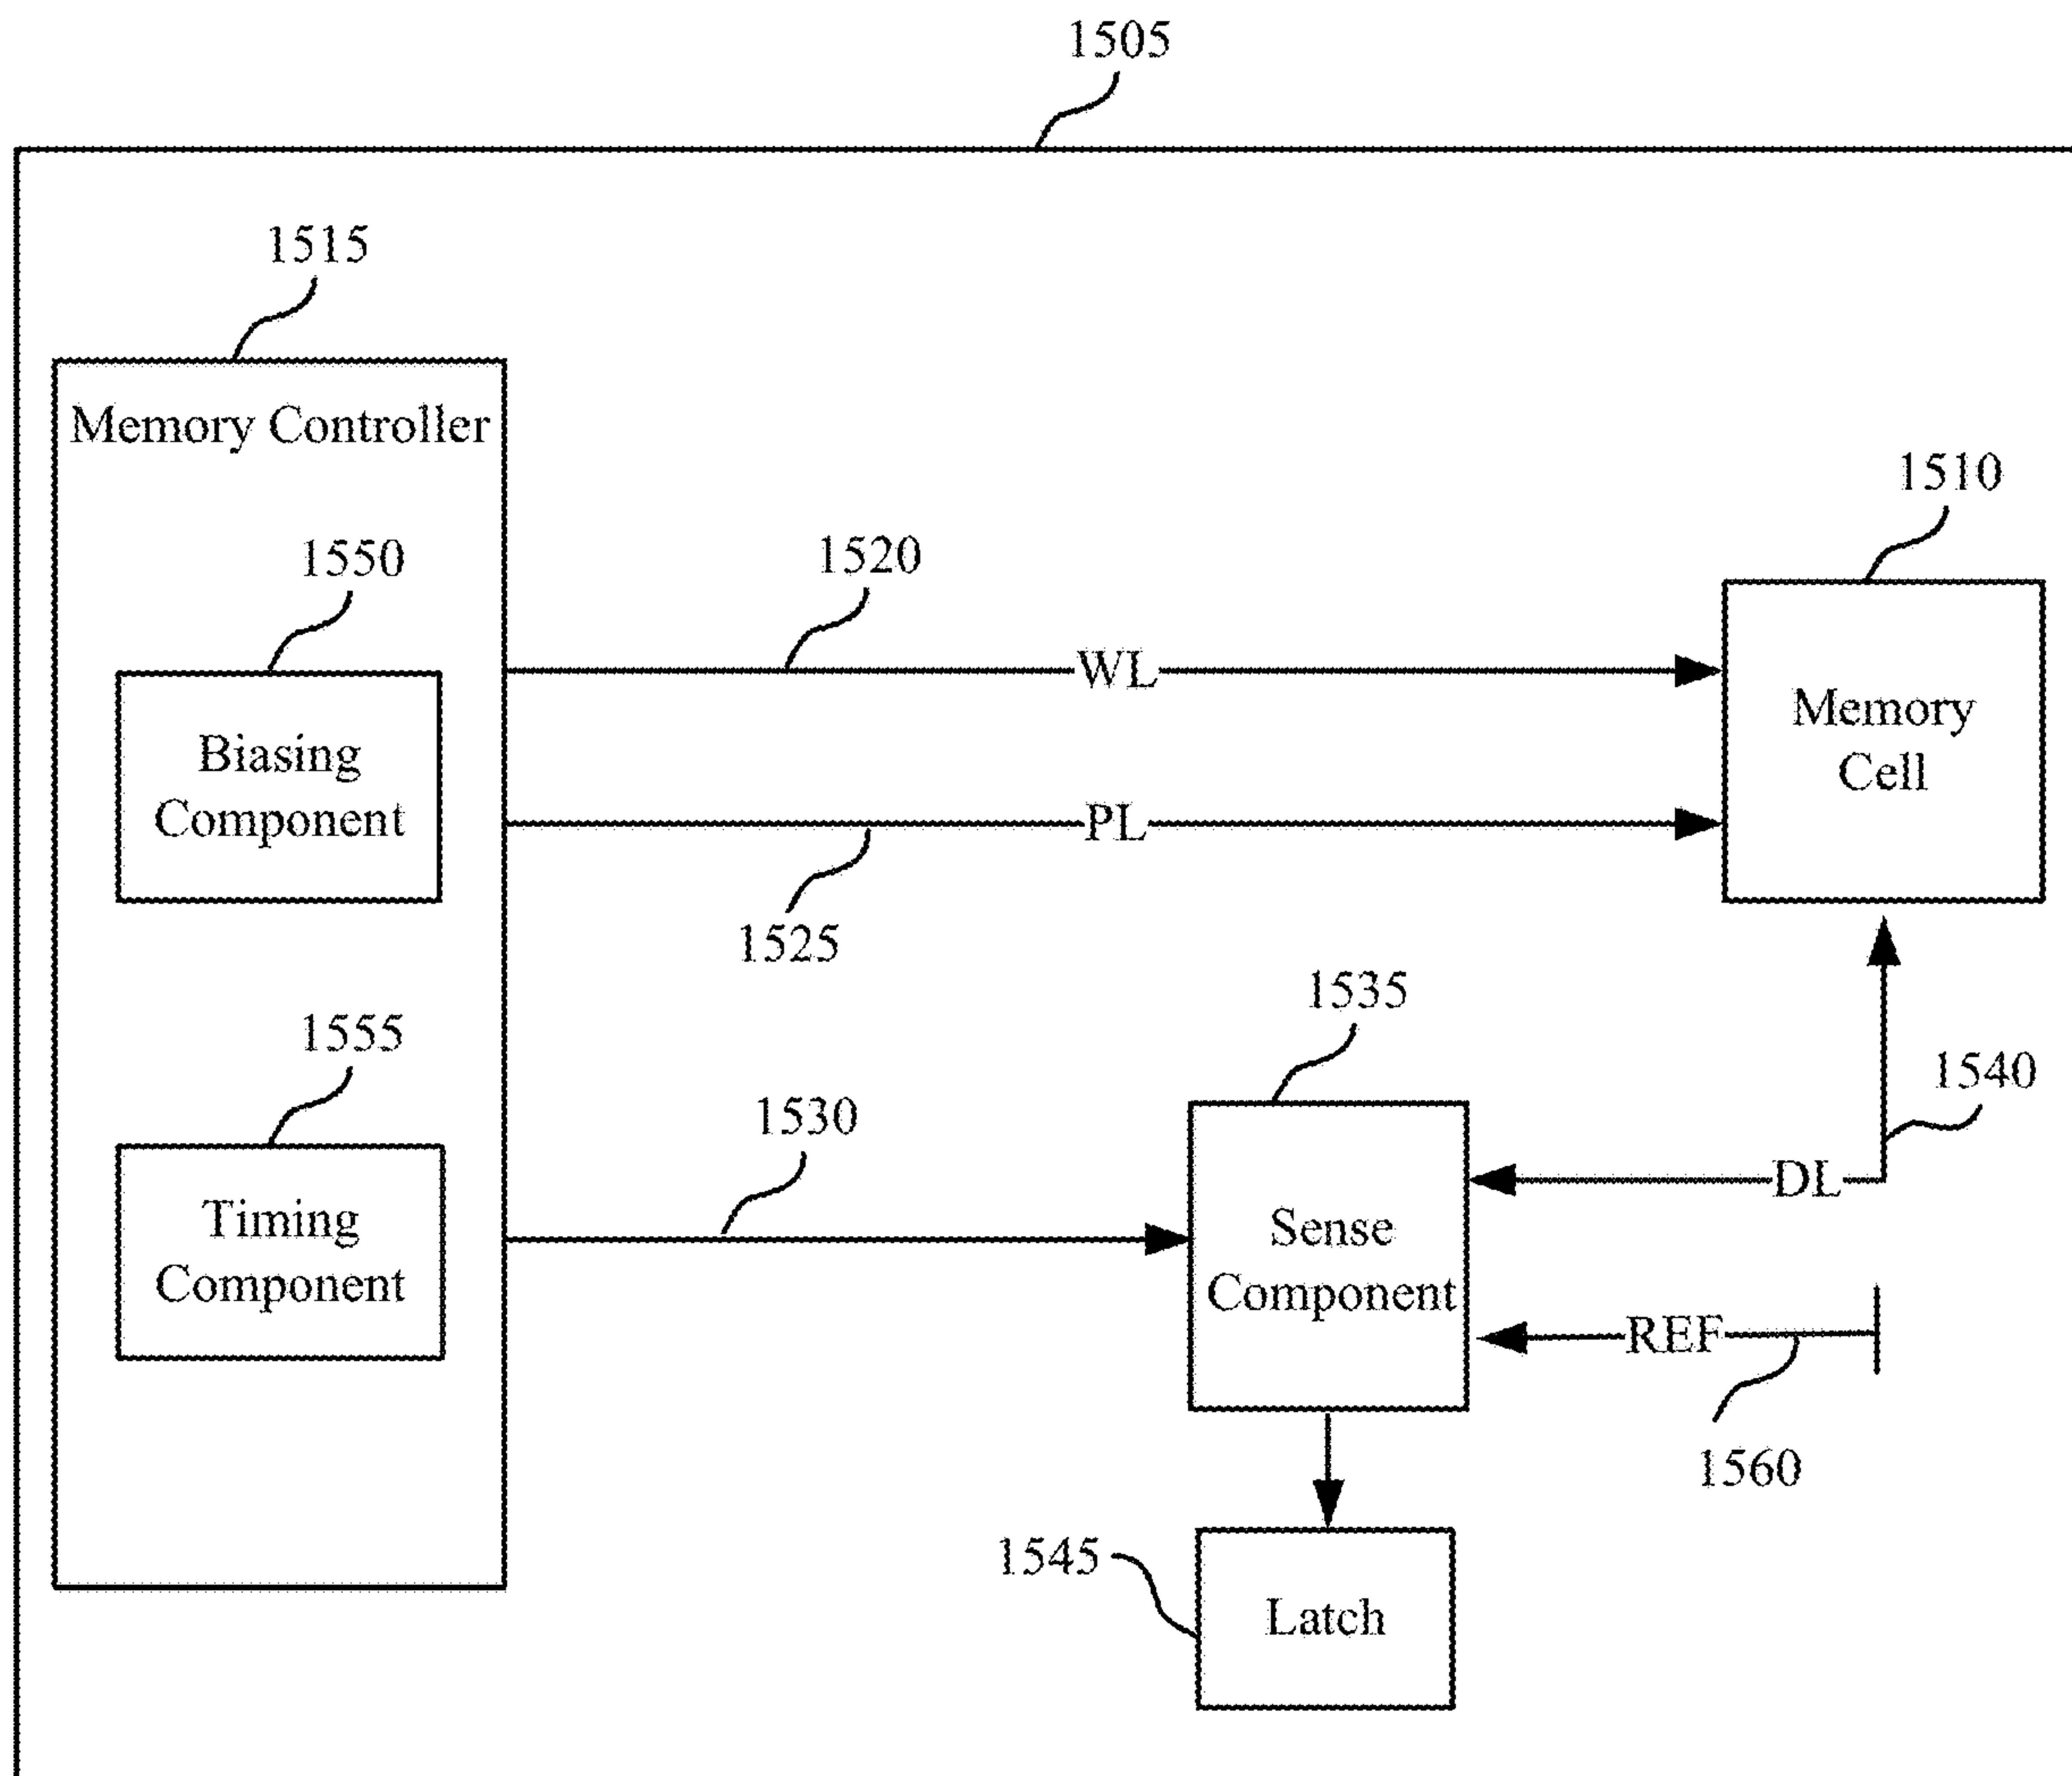 1505
1515
Memory Controller
1510
1550
1520
WL
Memory
Cell
Biasing
Component
PL
1525
1535
1555
1540
1530
DL
Timing
Component
Sense
Component
REF
1560
1545
Latch